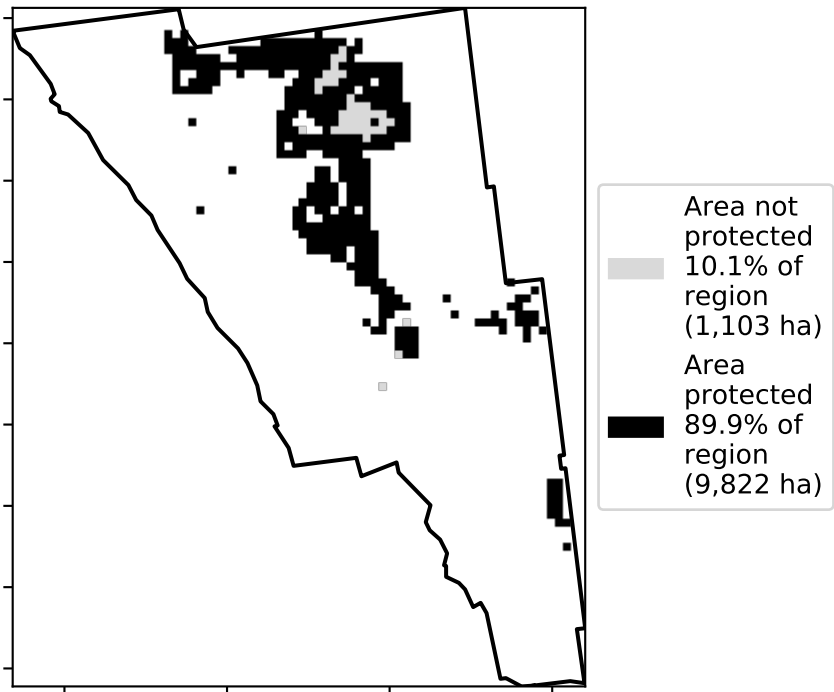 Area not
protected
10.1% of
region
(1,103 ha)
Area
protected
89.9% of
region
(9,822 ha)